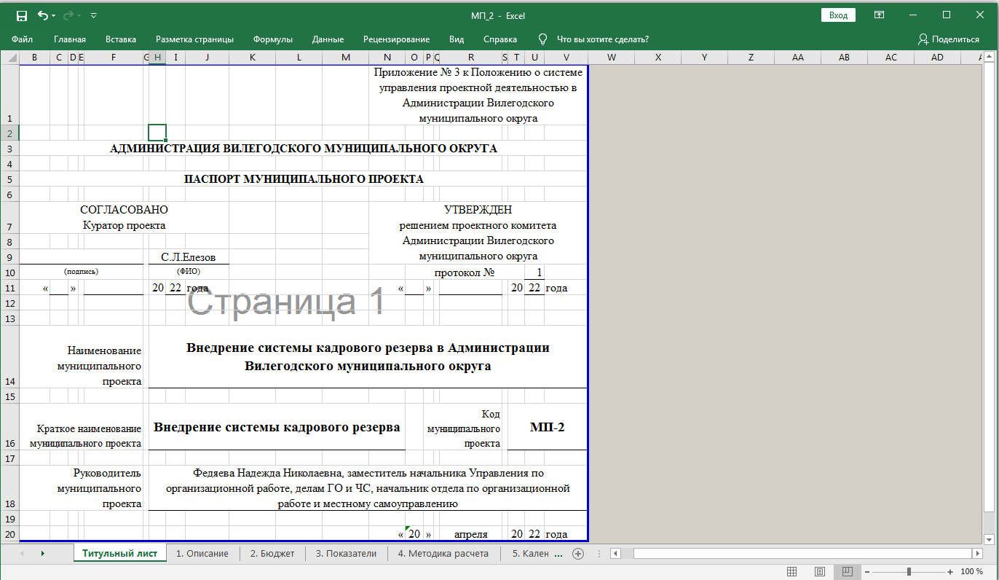 МП_2 - Excel
Вход
Файл Главная Вставка Разметка страницы Формулы Данные Рецензирование Вид Справка Что вы хотите сделать? Поделиться
B C D E F G H I J K L M N O P Q R S T U V W X Y Z AA AB AC AD
Приложение № 3 к Положению о системе
управления проектной деятельностью в
Администрации Вилегодского
1 муниципального округа
2
3 АДМИНИСТРАЦИЯ ВИЛЕГОДСКОГО МУНИЦИПАЛЬНОГО ОКРУГА
4
5 ПАСПОРТ МУНИЦИПАЛЬНОГО ПРОЕКТА
6
СОГЛАСОВАНО УТВЕРЖДЕН
7 Куратор проекта решением проектного комитета
8 Администрации Вилегодского
9 С.Л.Елезов муниципального округа
10 (подпись) (ФИО) протокол № 1
11 « » 20 22 года « » 20 22 года
Страница 1
12
13
Внедрение системы кадрового резерва в Администрации
Наименование
муниципального Вилегодского муниципального округа
14 проекта
15
Код
Краткое наименование Внедрение системы кадрового резерва муниципального МП-2
16 муниципального проекта проекта
17
Руководитель Федяева Надежда Николаевна, заместитель начальника Управления по
муниципального организационной работе, делам ГО и ЧС, начальник отдела по организационной
18 проекта работе и местному самоуправлению
19
20 « 20 » апреля 20 22 года
Титульный лист 1. Описание 2. Бюджет 3. Показатели 4. Методика расчета 5. Кален ...
100 %